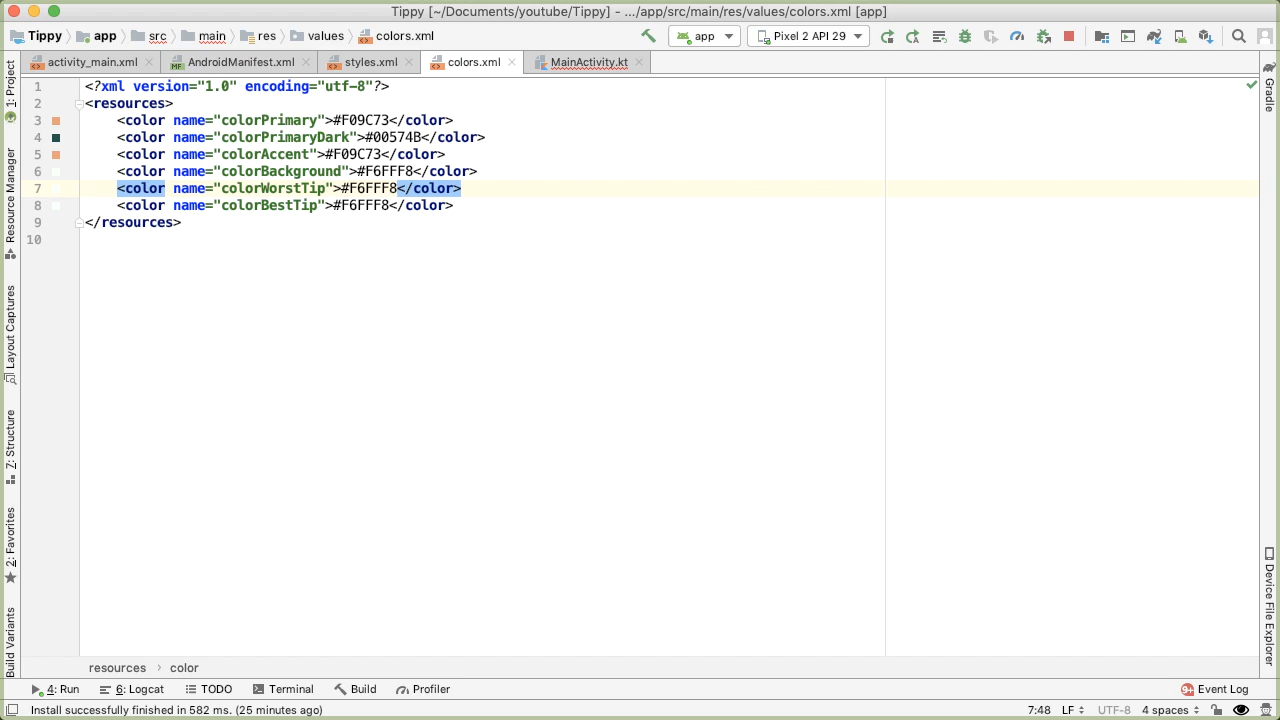 Tippy [~/Documents/youtube/Tippy] - .../app/src/main/res/values/colors.xml [app]
Tippy app src main res values colors.xml app Pixel 2 API 29
activity_main.xml AndroidManifest.xml styles.xml colors.xml MainActivity.kt
1 <?xml version="1.0" encoding="utf-8"?>
2 <resources>
3 <color name="colorPrimary">#F09C73</color>
4 <color name="colorPrimaryDark">#00574B</color>
5 <color name="colorAccent">#F09C73</color>
6 <color name="colorBackground">#F6FFF8</color>
7 <color name="colorWorstTip">#F6FFF8</color>
8 <color name="colorBestTip">#F6FFF8</color>
9 </resources>
10
1: Project
Resource Manager
Layout Captures
7: Structure
2: Favorites
Build Variants
Gradle
Device File Explorer
resources › color
4: Run 6: Logcat TODO Terminal Build Profiler 9+ Event Log
Install successfully finished in 582 ms. (25 minutes ago) 7:48 LF UTF-8 4 spaces